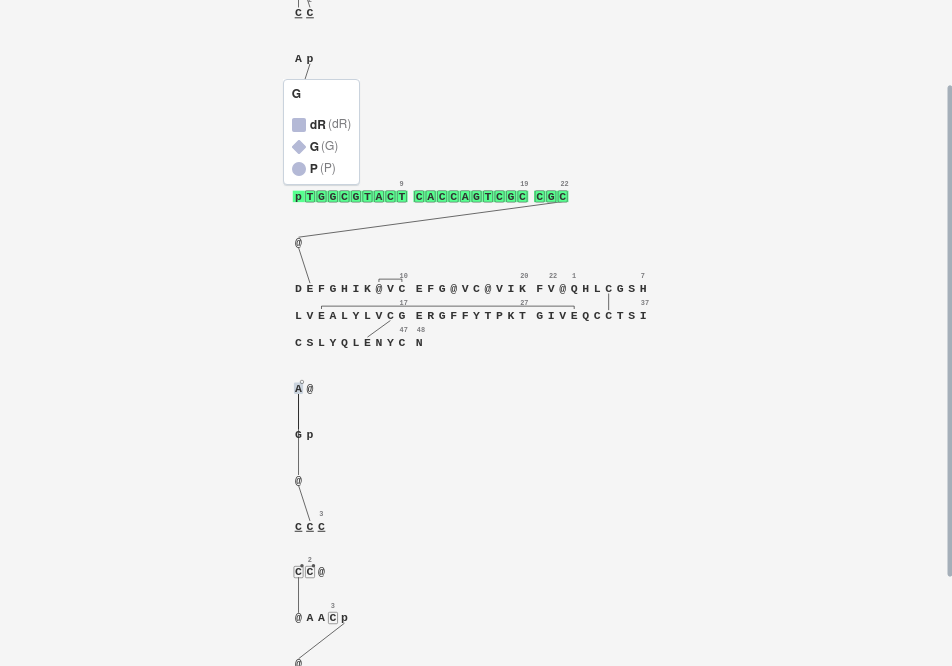 C C
A p
G
dR (dR)
G (G)
P (P)
9 19 22
p T G G C G T A C T C A C C A G T C G C C G C
@
10 20 22 1 7
D E F G H I K @ V C E F G @ V C @ V I K F V @ Q H L C G S H
17 27 37
L V E A L Y L V C G E R G F F Y T P K T G I V E Q C C T S I
47 48
C S L Y Q L E N Y C N
A @
G p
@
3
C C C
2
C C @
3
@ A A C p
@